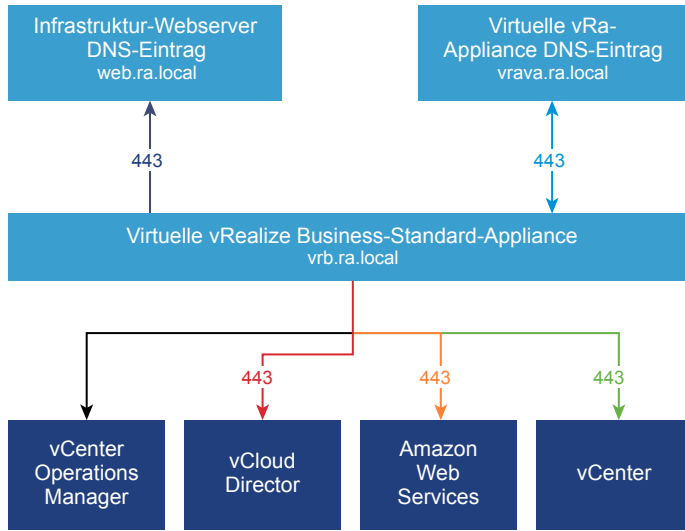 Infrastruktur-Webserver
DNS-Eintrag
web.ra.local
Virtuelle vRa-
Appliance DNS-Eintrag
vrava.ra.local
443
443
Virtuelle vRealize Business-Standard-Appliance
vrb.ra.local
443
443
443
vCenter
Operations
Manager
vCloud
Director
Amazon
Web
Services
vCenter